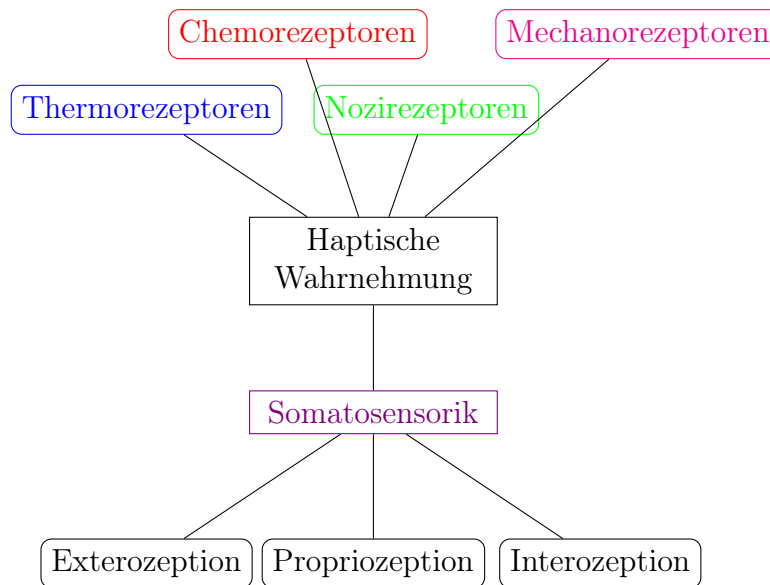 Chemorezeptoren
Mechanorezeptoren
Thermorezeptoren
Nozirezeptoren
Haptische
Wahrnehmung
Somatosensorik
Exterozeption
Propriozeption
Interozeption